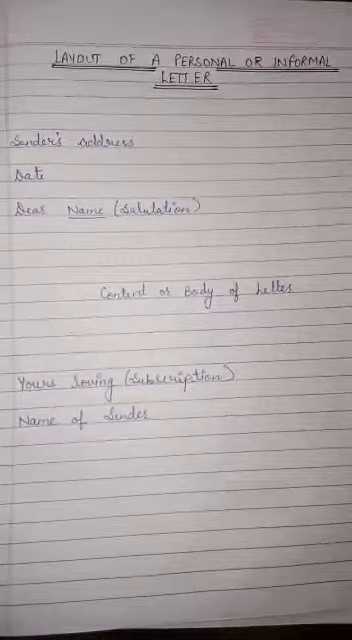 LAYOUT OF A PERSONAL OR INFORMAL
LETTER
Sender's Address
Date
Dear Name (Salutation)
Content or Body of Letter
Yours loving (Subscription)
Name of Sender